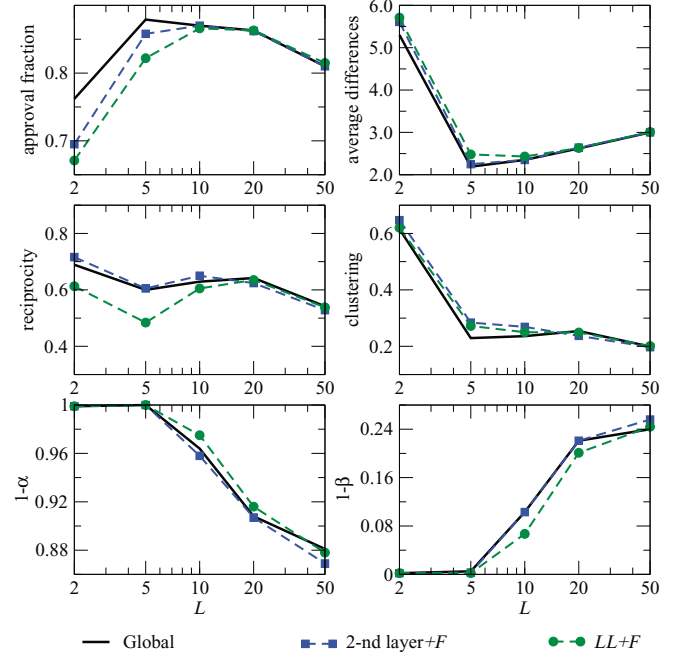 approval fraction
0.8
0.7
2 5 10 20 50
average differences
6.0
5.0
4.0
3.0
2.0
2 5 10 20 50
reciprocity
0.8
0.6
0.4
2 5 10 20 50
clustering
0.6
0.4
0.2
2 5 10 20 50
1-α
1
0.96
0.92
0.88
2 5 10 20 50
L
1-β
0.24
0.16
0.08
0
2 5 10 20 50
L
Global 2-nd layer+F LL+F